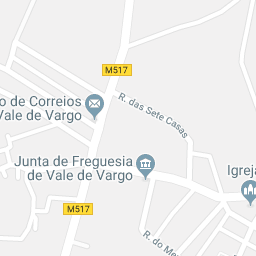 M517
R. das Sete Casas
o de Correios
Vale de Vargo
Junta de Freguesia
de Vale de Vargo
Igreja
M517
R. do Me